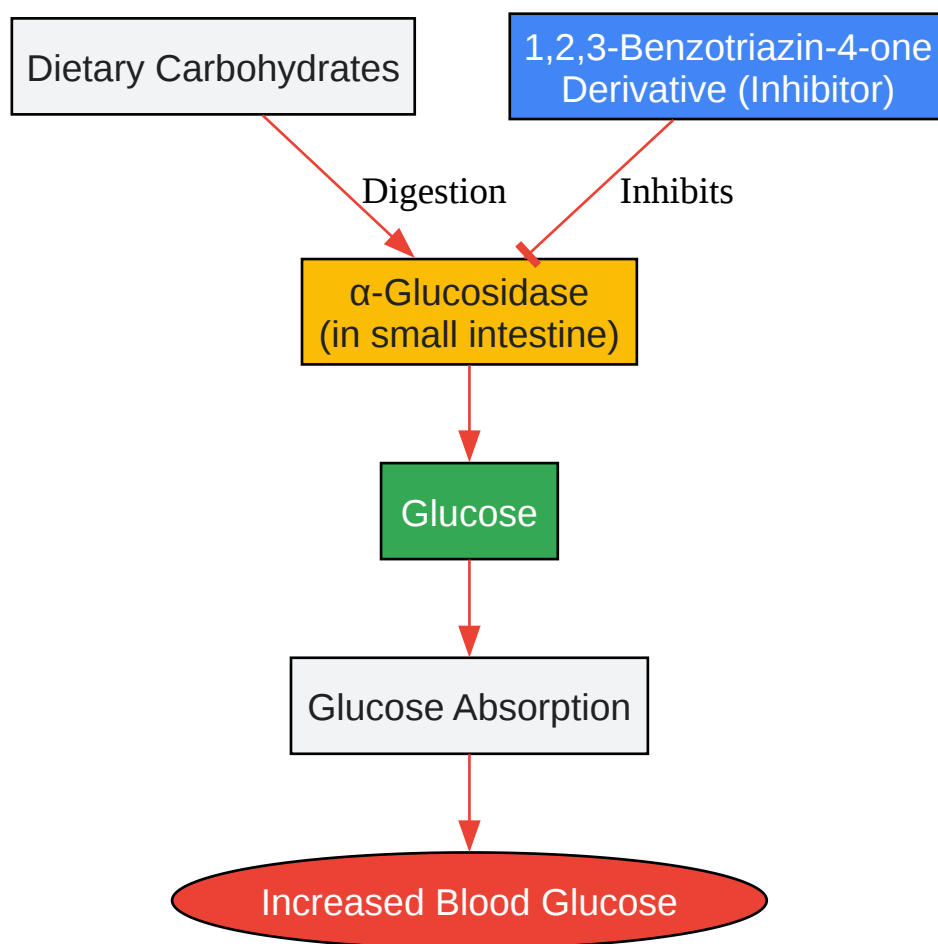 Dietary Carbohydrates
1,2,3-Benzotriazin-4-one
Derivative (Inhibitor)
Digestion
Inhibits
α-Glucosidase
(in small intestine)
Glucose
Glucose Absorption
Increased Blood Glucose